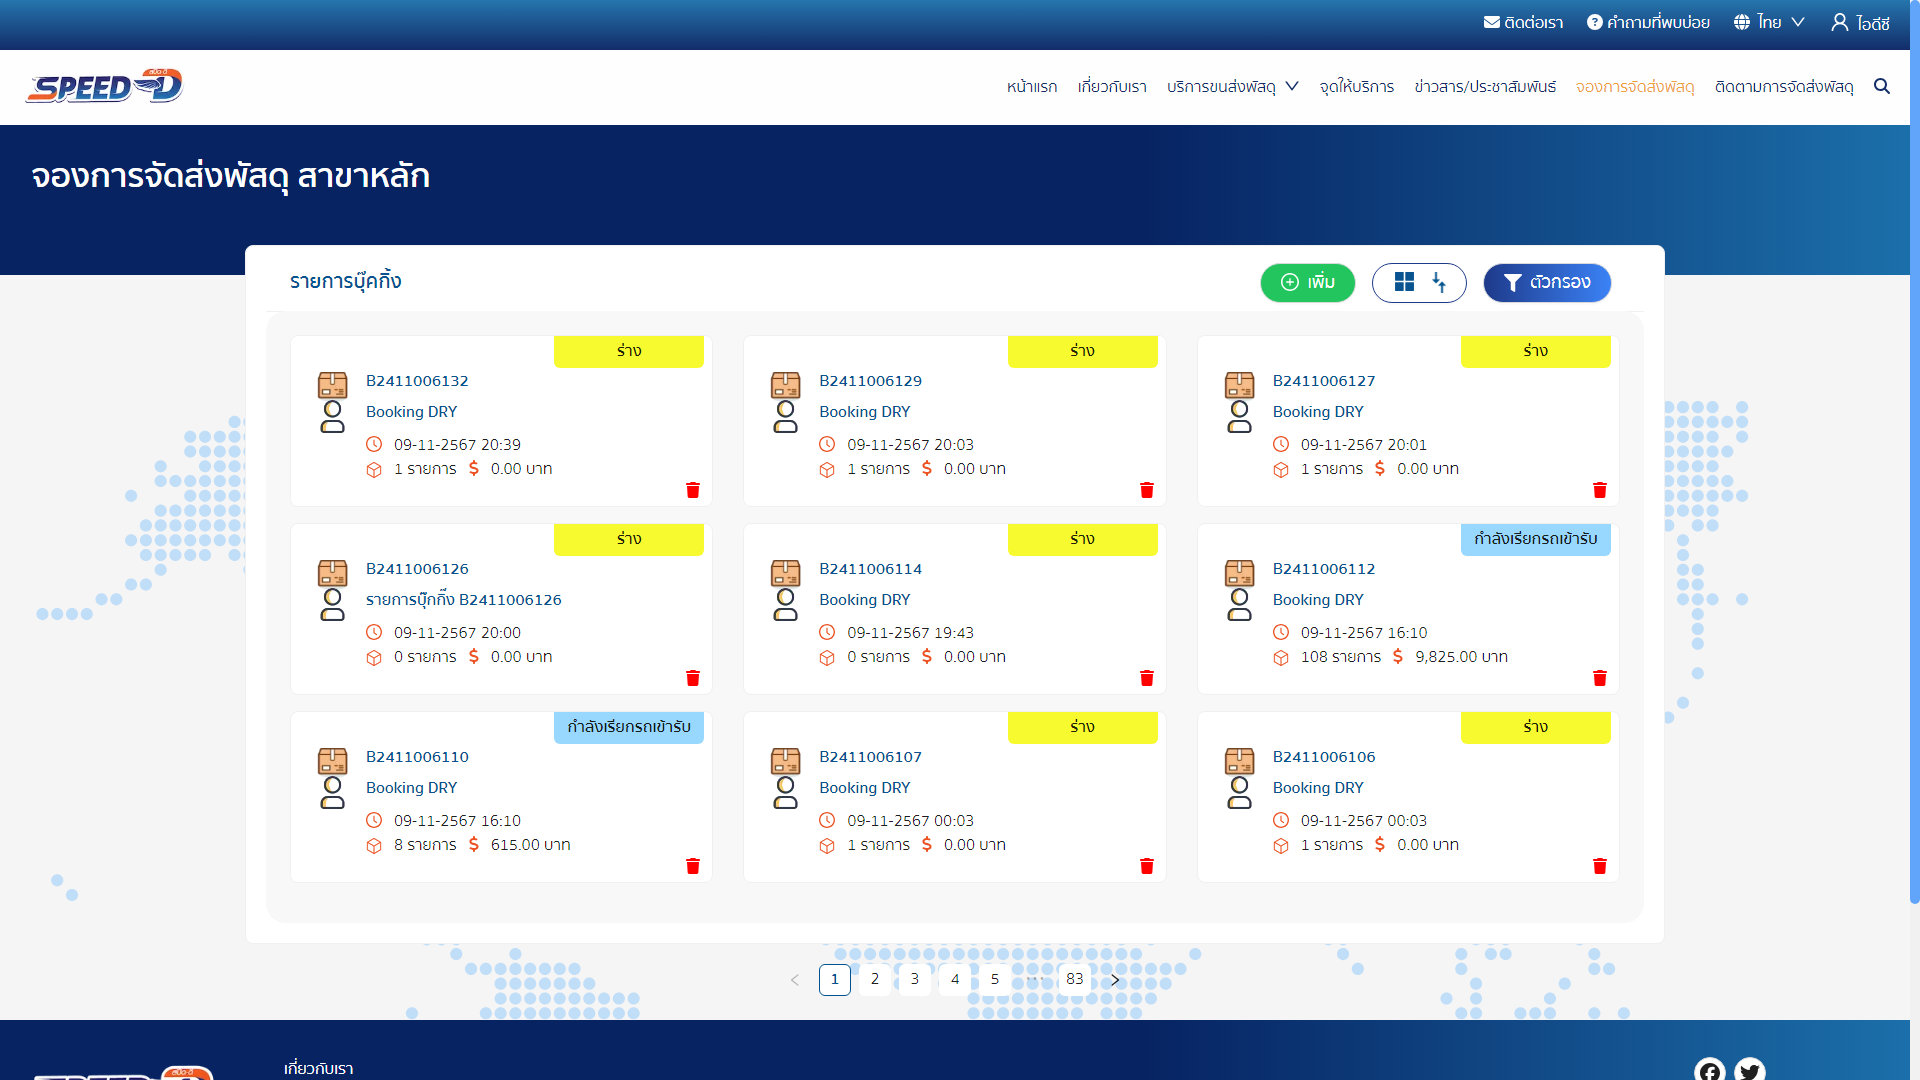 ติดต่อเรา คำถามที่พบบ่อย ไทย ไอดีซี
สปีด-ดี
SPEED-D
หน้าแรก เกี่ยวกับเรา บริการขนส่งพัสดุ จุดให้บริการ ข่าวสาร/ประชาสัมพันธ์ จองการจัดส่งพัสดุ ติดตามการจัดส่งพัสดุ
จองการจัดส่งพัสดุ สาขาหลัก
รายการบุ๊คกิ้ง
เพิ่ม
ตัวกรอง
ร่าง
B2411006132
Booking DRY
09-11-2567 20:39
1 รายการ $ 0.00 บาท
ร่าง
B2411006129
Booking DRY
09-11-2567 20:03
1 รายการ $ 0.00 บาท
ร่าง
B2411006127
Booking DRY
09-11-2567 20:01
1 รายการ $ 0.00 บาท
ร่าง
B2411006126
รายการบุ๊กกิ๊ง B2411006126
09-11-2567 20:00
0 รายการ $ 0.00 บาท
ร่าง
B2411006114
Booking DRY
09-11-2567 19:43
0 รายการ $ 0.00 บาท
กำลังเรียกรถเข้ารับ
B2411006112
Booking DRY
09-11-2567 16:10
108 รายการ $ 9,825.00 บาท
กำลังเรียกรถเข้ารับ
B2411006110
Booking DRY
09-11-2567 16:10
8 รายการ $ 615.00 บาท
ร่าง
B2411006107
Booking DRY
09-11-2567 00:03
1 รายการ $ 0.00 บาท
ร่าง
B2411006106
Booking DRY
09-11-2567 00:03
1 รายการ $ 0.00 บาท
1 2 3 4 5 ••• 83
เกี่ยวกับเรา